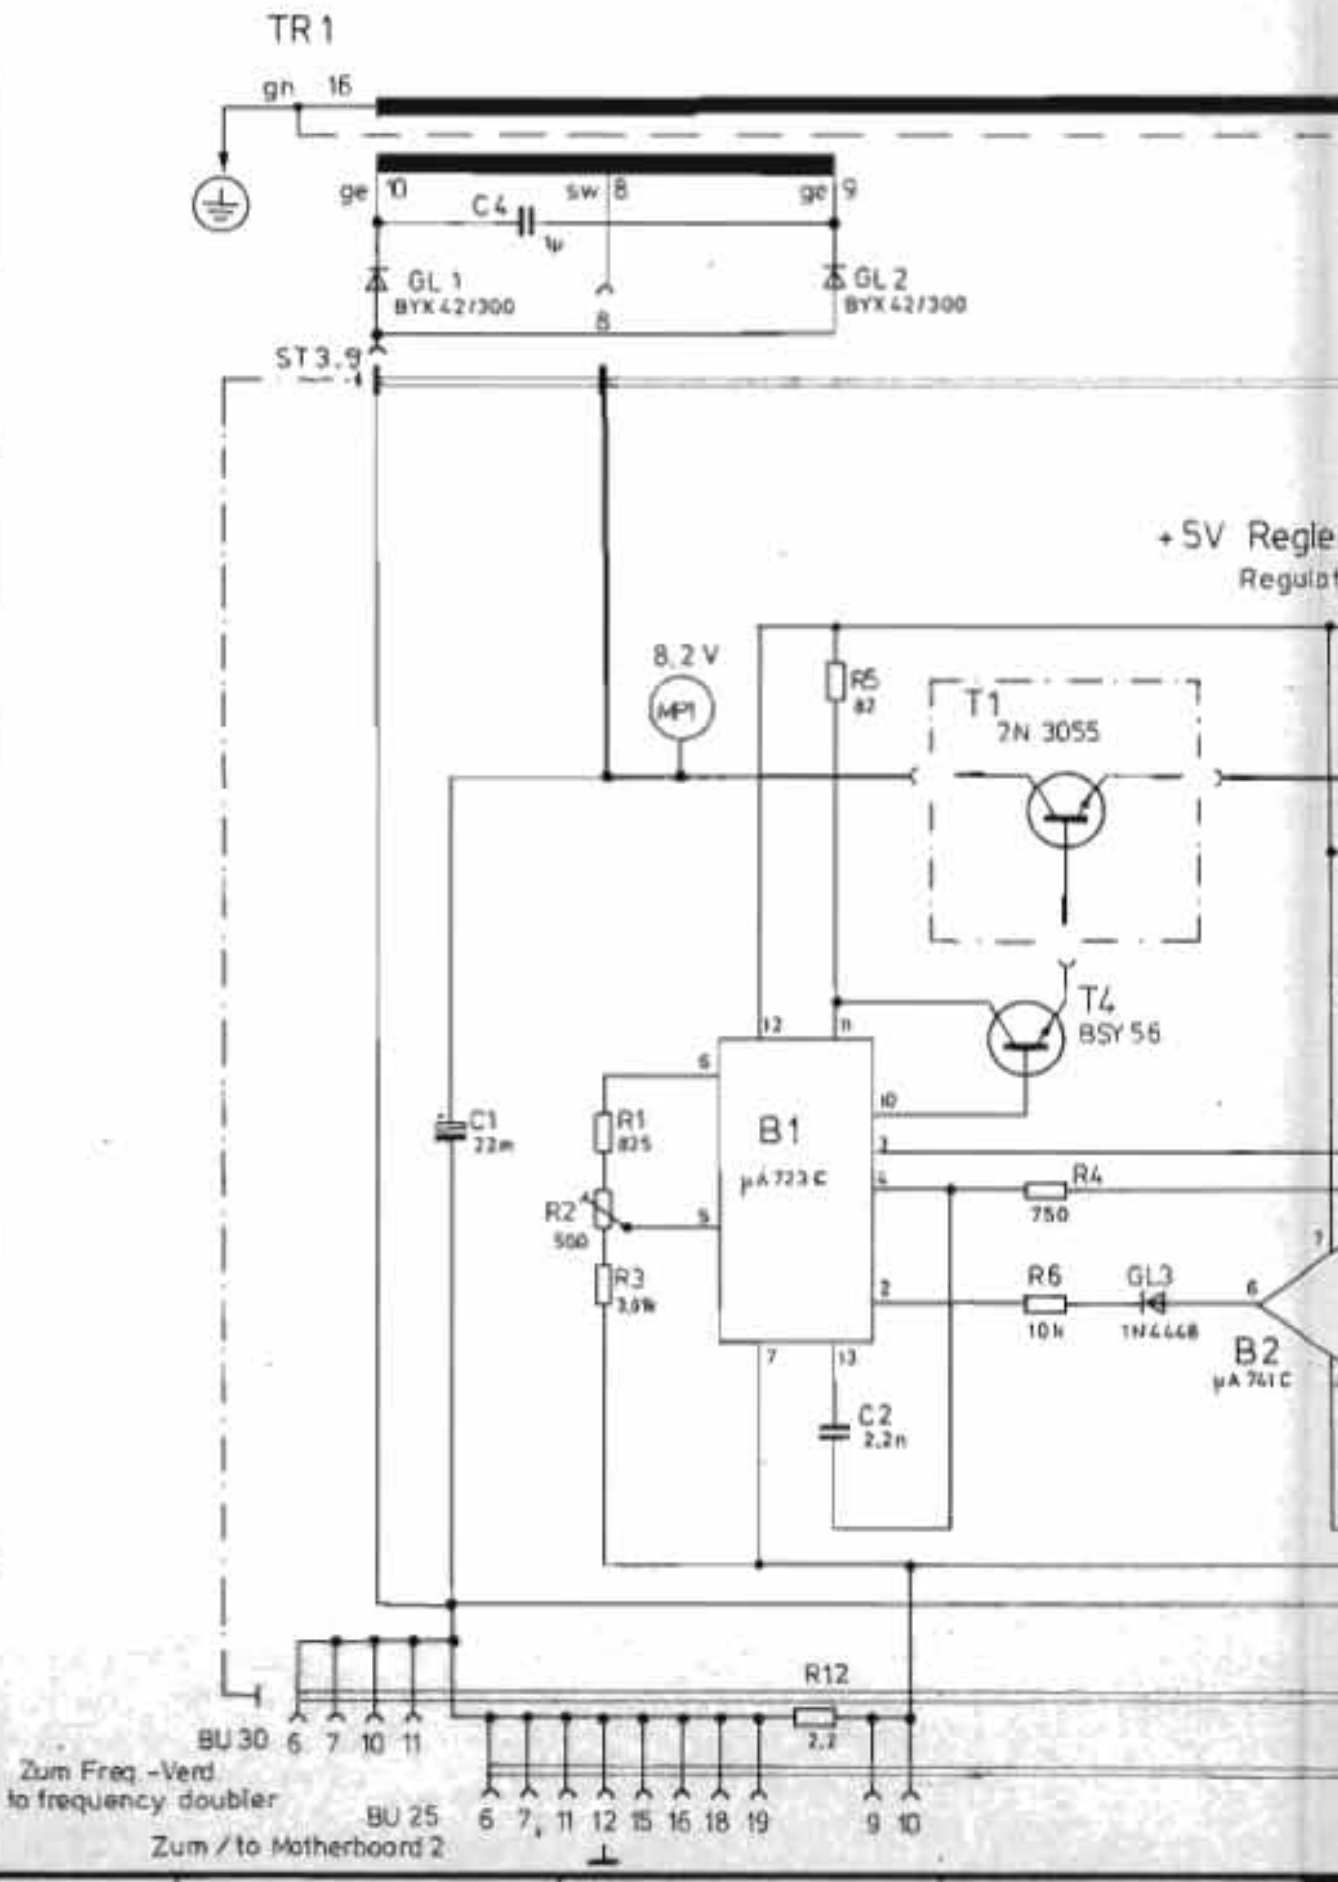 TR 1
gn 16
ge 10
sw 8
ge 9
C4
1µ
GL 1
BYX 42/300
8
GL 2
BYX 42/300
ST3.9
+5V Regle
Regulat
8,2 V
MP1
R5
82
T1
2N 3055
12
11
T4
BSY 56
6
10
R1
825
B1
µA 723 C
C1
22m
3
4
R4
750
R2
500
5
R3
3,01k
2
R6
10k
GL3
1N4448
6
7
B2
µA 741 C
7
13
C2
2,2n
R12
2,2
BU 30 6 7 10 11
Zum Freq.-Verd.
to frequency doubler
BU 25 6 7, 11 12 15 16 18 19 9 10
Zum / to Motherboard 2